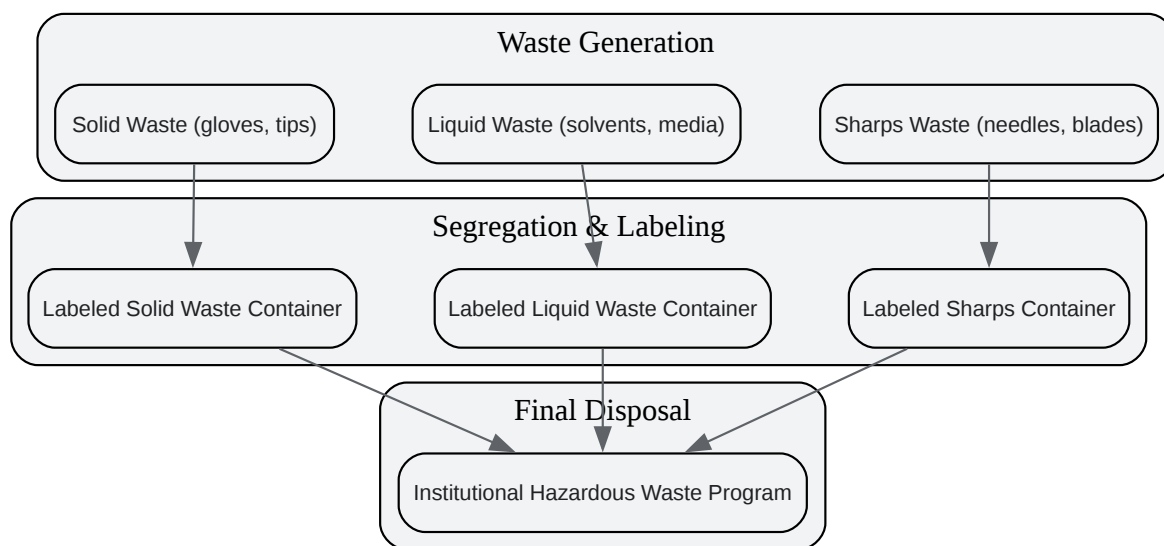 Waste Generation
Solid Waste (gloves, tips)
Liquid Waste (solvents, media)
Sharps Waste (needles, blades)
Segregation & Labeling
Labeled Solid Waste Container
Labeled Liquid Waste Container
Labeled Sharps Container
Final Disposal
Institutional Hazardous Waste Program